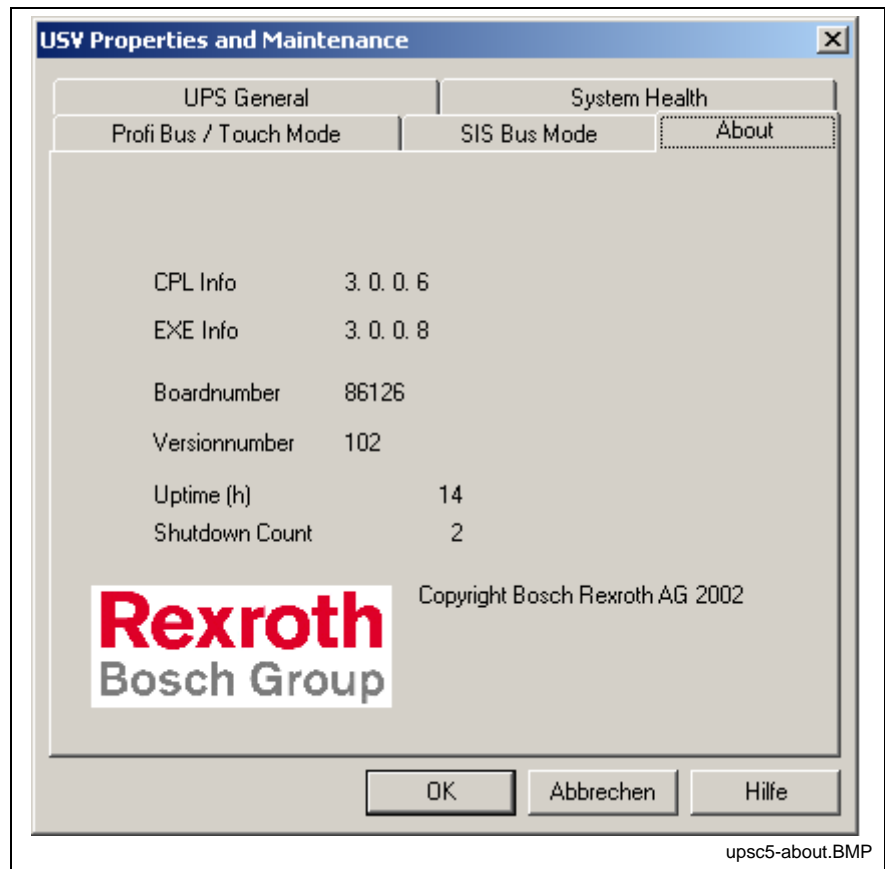 USV Properties and Maintenance
UPS General System Health
Profi Bus / Touch Mode SIS Bus Mode About
CPL Info 3. 0. 0. 6
EXE Info 3. 0. 0. 8
Boardnumber 86126
Versionnumber 102
Uptime (h) 14
Shutdown Count 2
Copyright Bosch Rexroth AG 2002
Rexroth
Bosch Group
OK Abbrechen Hilfe
upsc5-about.BMP